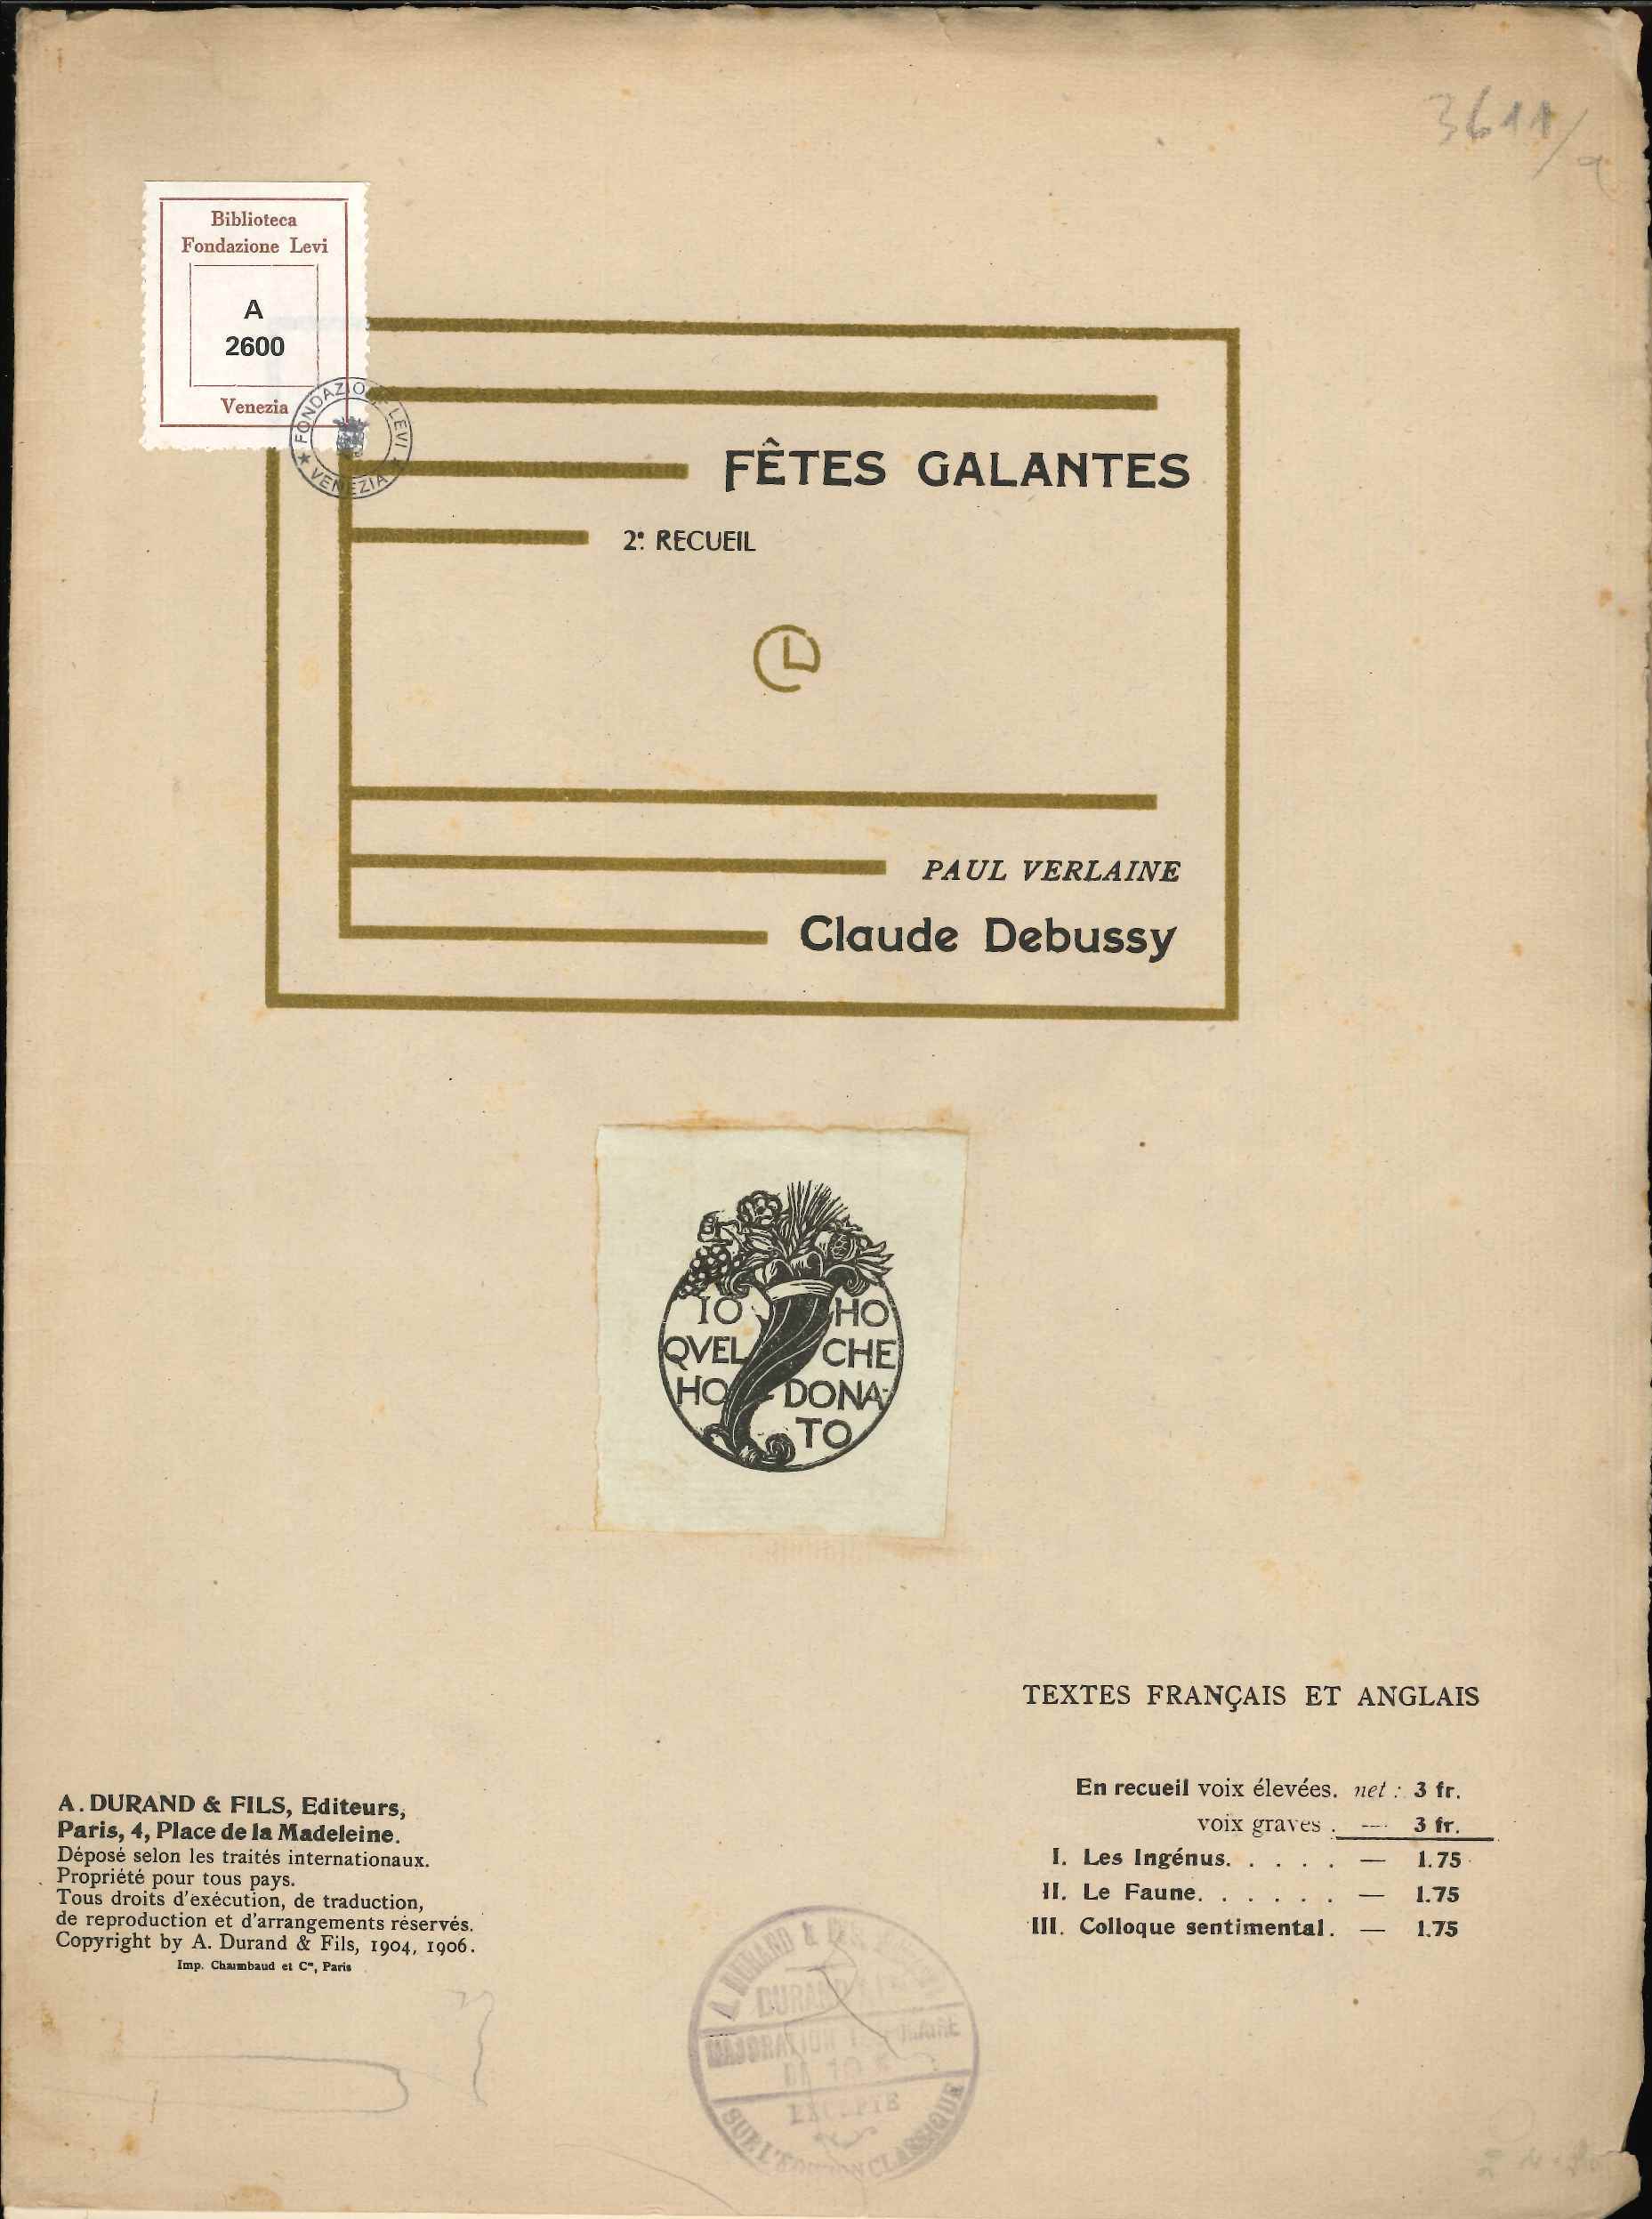 3611/a
Biblioteca
Fondazione Levi
A
2600
Venezia
FONDAZIONE LEVI
★ VENEZIA ★
FÊTES GALANTES
2e RECUEIL
PAUL VERLAINE
Claude Debussy
IO HO
QVEL CHE
HO DONA-
TO
TEXTES FRANÇAIS ET ANGLAIS
En recueil voix élevées. net : 3 fr.
voix graves . — 3 fr.
I. Les Ingénus. . . . . — 1.75
II. Le Faune. . . . . . — 1.75
III. Colloque sentimental. — 1.75
A. DURAND & FILS, Editeurs,
Paris, 4, Place de la Madeleine.
Déposé selon les traités internationaux.
Propriété pour tous pays.
Tous droits d'exécution, de traduction,
de reproduction et d'arrangements réservés.
Copyright by A. Durand & Fils, 1904, 1906.
Imp. Chaimbaud et Cie, Paris
A. DURAND &
DURAND
MAJORATION
EXCEPTÉ
SUR L'ÉDITION CLASSIQUE